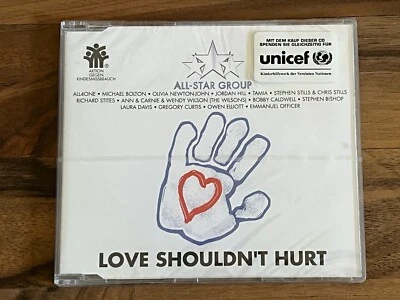 AKTION
GEGEN
KINDESMISSBRAUCH
ALL-STAR GROUP
MIT DEM KAUF DIESER CD
SPENDEN SIE GLEICHZEITIG FÜR
unicef
Kinderhilfswerk der Vereinten Nationen
ALL4ONE • MICHAEL BOLTON • OLIVIA NEWTON-JOHN • JORDAN HILL • TAMIA • STEPHEN STILLS & CHRIS STILLS
RICHARD STITES • ANN & CARNIE & WENDY WILSON (THE WILSONS) • BOBBY CALDWELL • STEPHEN BISHOP
LAURA DAVIS • GREGORY CURTIS • OWEN ELLIOTT • EMMANUEL OFFICER
LOVE SHOULDN'T HURT